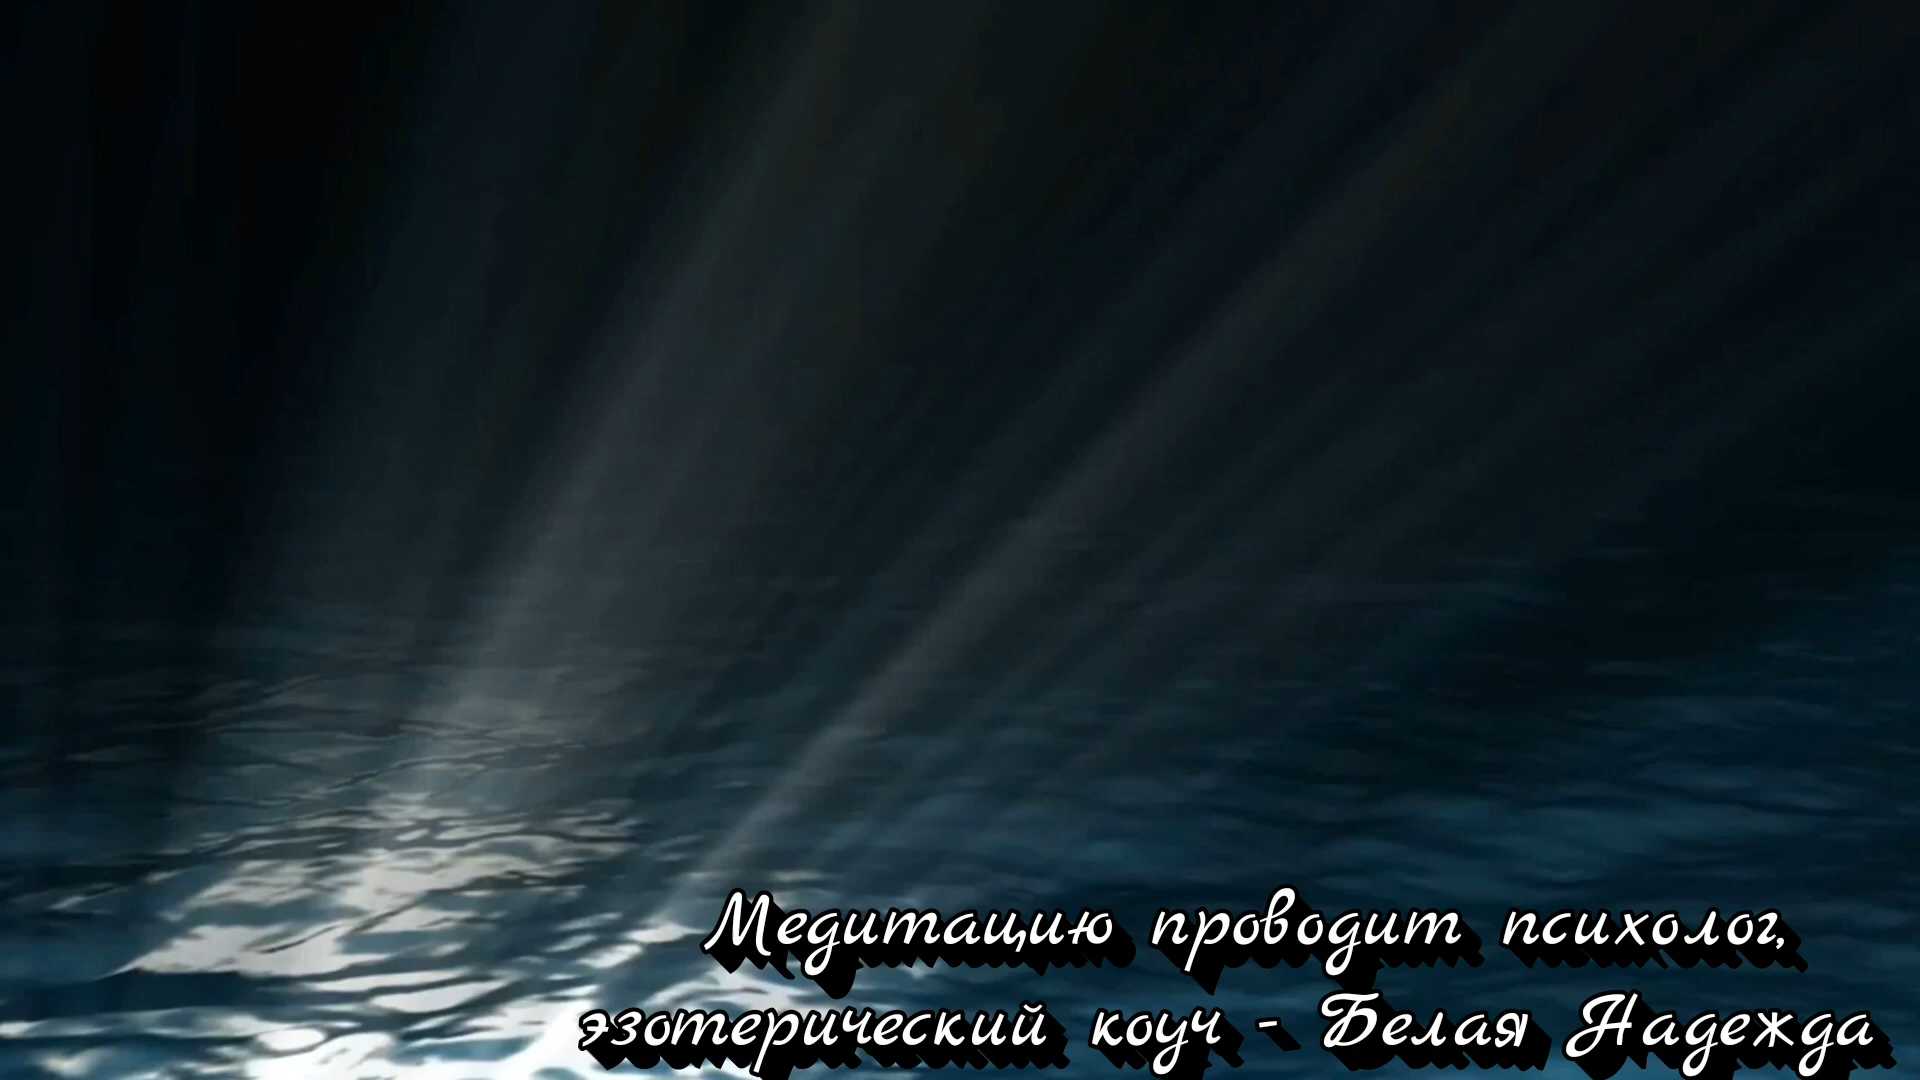 Медитацию проводит психолог,
эзотерический коуч - Белая Надежда